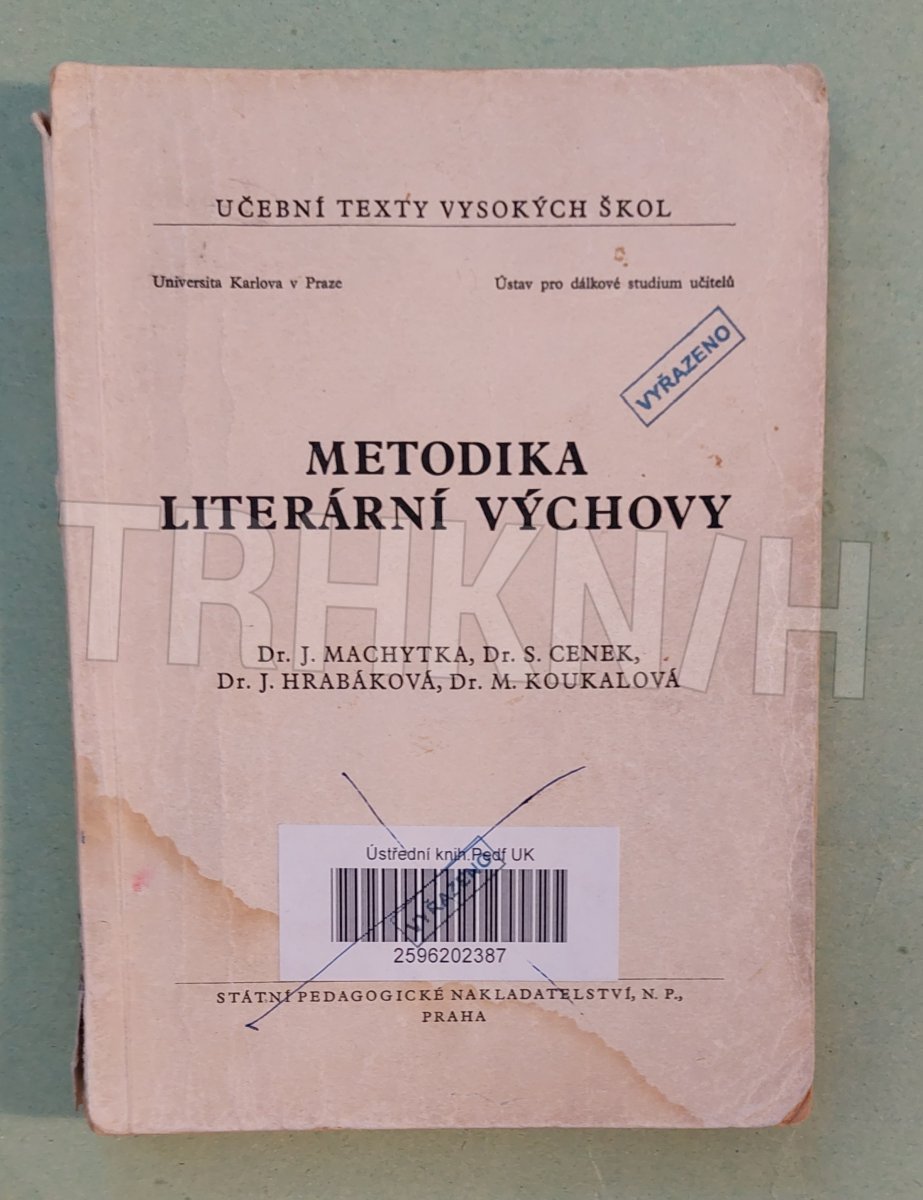 UČEBNÍ TEXTY VYSOKÝCH ŠKOL
Universita Karlova v Praze
Ústav pro dálkové studium učitelů
VYŘAZENO
METODIKA
LITERÁRNÍ VÝCHOVY
TRHKNIH
Dr. J. MACHYTKA, Dr. S. CENEK,
Dr. J. HRABÁKOVÁ, Dr. M. KOUKALOVÁ
Ústřední knih.Pedf UK
VYŘAZENO
2596202387
STÁTNÍ PEDAGOGICKÉ NAKLADATELSTVÍ, N. P.,
PRAHA